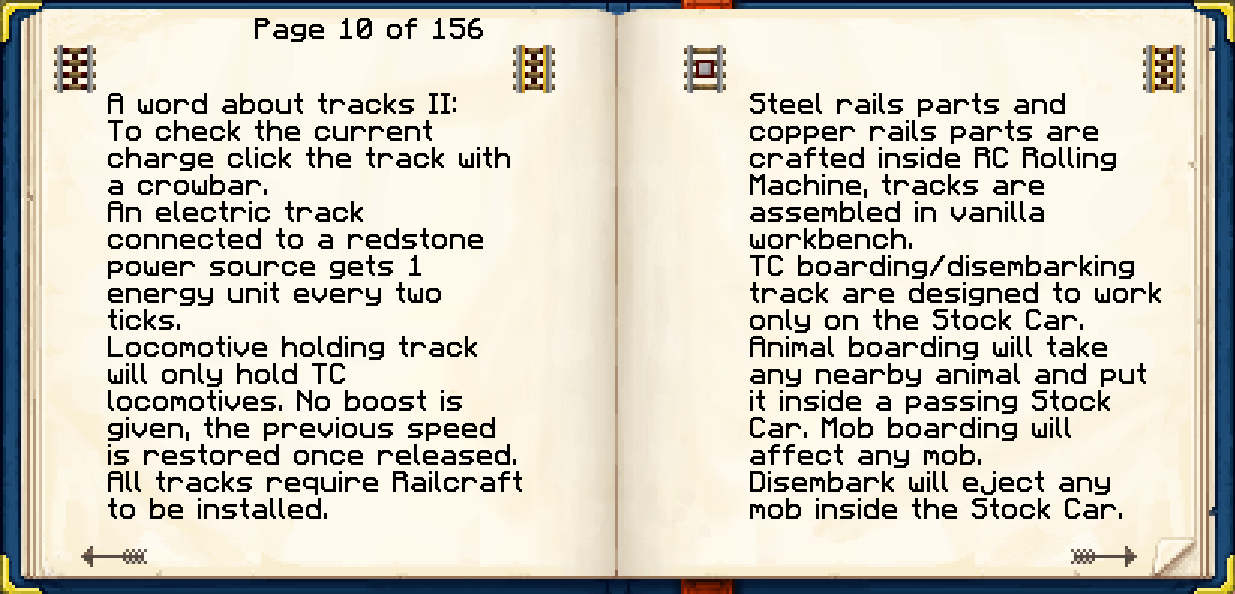 Page 10 of 156
A word about tracks II:
To check the current
charge click the track with
a crowbar.
An electric track
connected to a redstone
power source gets 1
energy unit every two
ticks.
Locomotive holding track
will only hold TC
locomotives. No boost is
given, the previous speed
is restored once released.
All tracks require Railcraft
to be installed.
Steel rails parts and
copper rails parts are
crafted inside RC Rolling
Machine, tracks are
assembled in vanilla
workbench.
TC boarding/disembarking
track are designed to work
only on the Stock Car.
Animal boarding will take
any nearby animal and put
it inside a passing Stock
Car. Mob boarding will
affect any mob.
Disembark will eject any
mob inside the Stock Car.